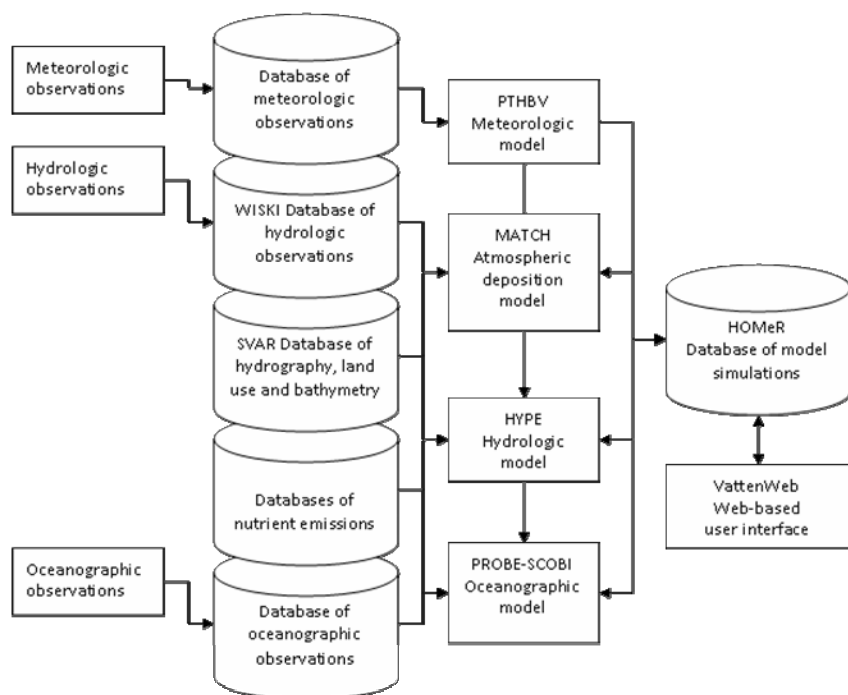 Meteorologic
observations
Database of
meteorologic
observations
PTHBV
Meteorologic
model
Hydrologic
observations
WISKI Database of
hydrologic
observations
MATCH
Atmospheric
deposition
model
SVAR Database of
hydrography, land
use and bathymetry
HOMeR
Database of model
simulations
HYPE
Hydrologic
model
Databases of
nutrient emissions
VattenWeb
Web-based
user interface
Oceanographic
observations
Database of
oceanographic
observations
PROBE-SCOBI
Oceanographic
model